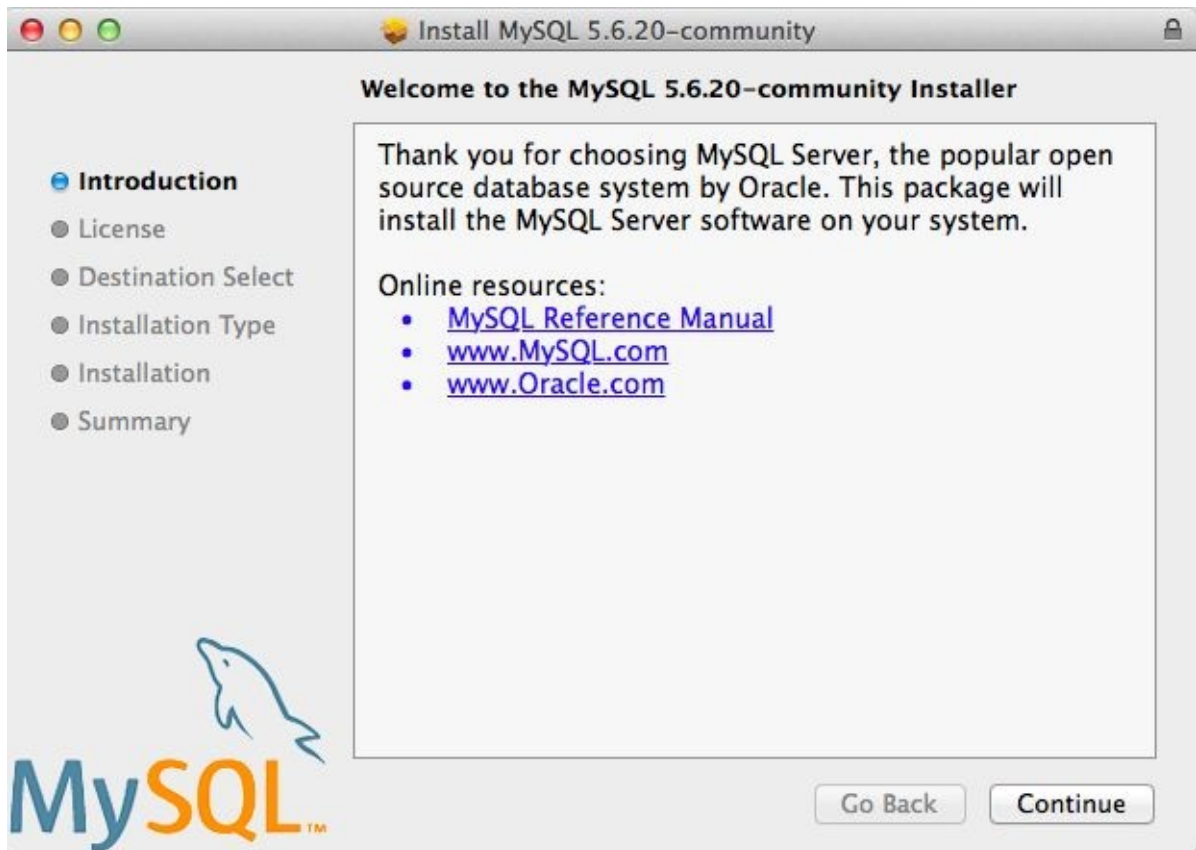 Install MySQL 5.6.20-community
Welcome to the MySQL 5.6.20-community Installer
Introduction
License
Destination Select
Installation Type
Installation
Summary
Thank you for choosing MySQL Server, the popular open
source database system by Oracle. This package will
install the MySQL Server software on your system.
Online resources:
• MySQL Reference Manual
• www.MySQL.com
• www.Oracle.com
MySQL™
Go Back
Continue